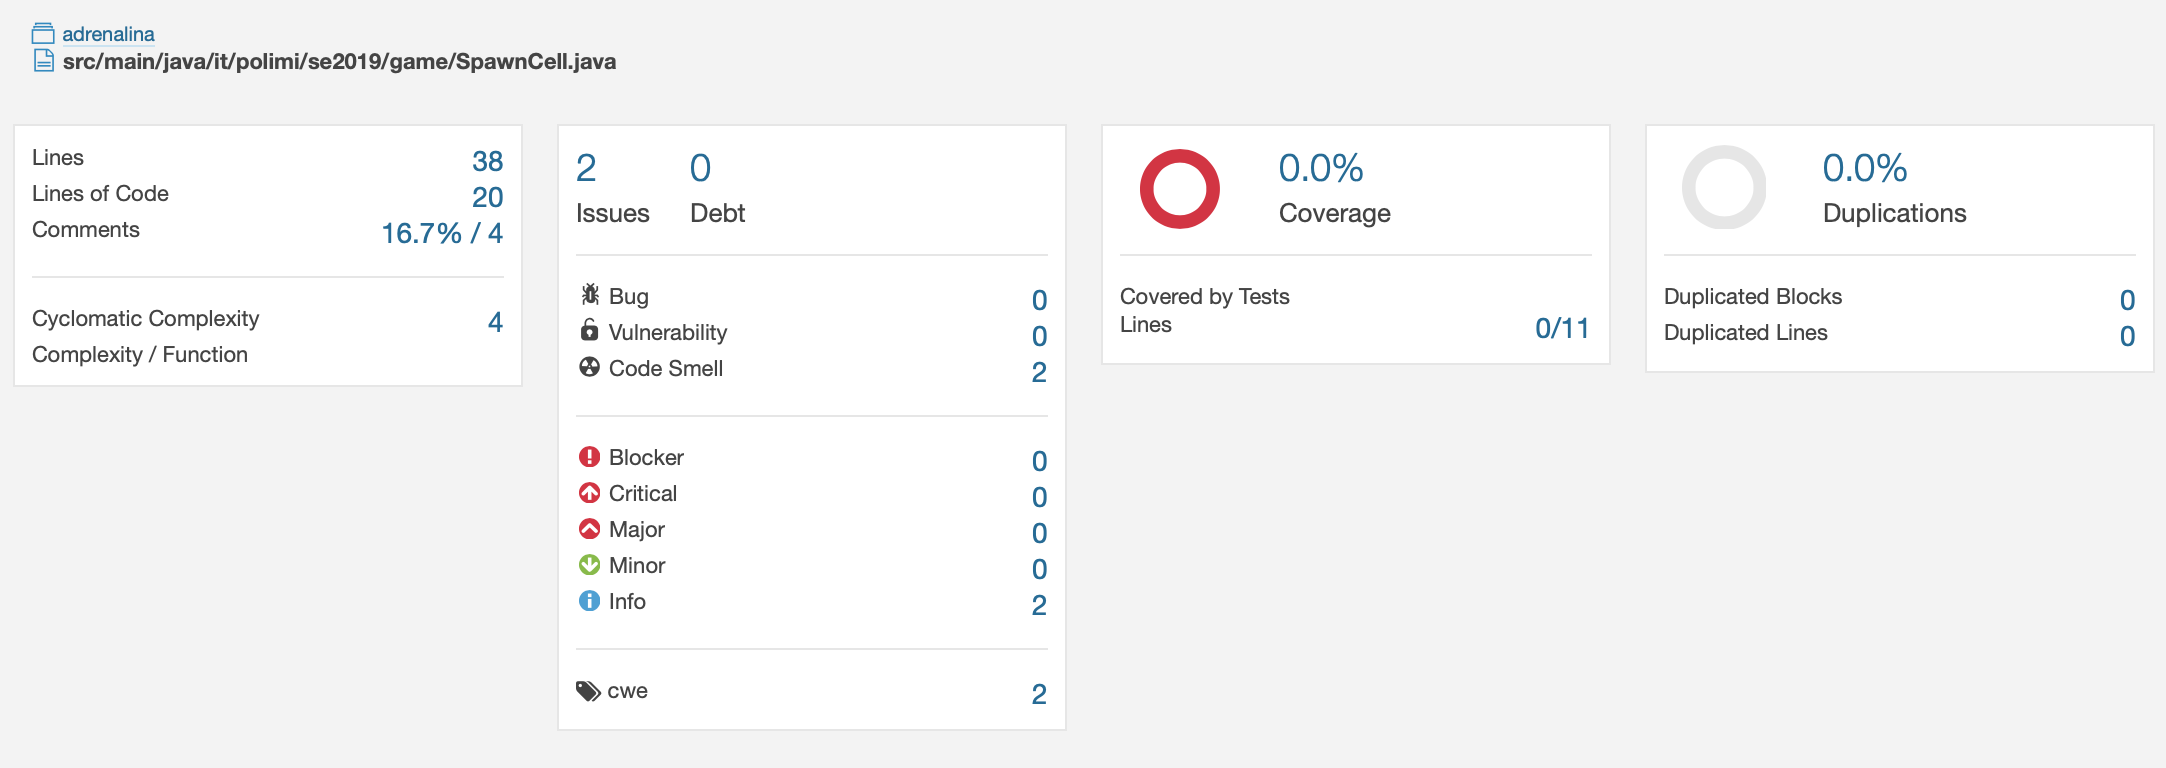 adrenalina
src/main/java/it/polimi/se2019/game/SpawnCell.java
Lines 38
Lines of Code 20
Comments 16.7% / 4
Cyclomatic Complexity 4
Complexity / Function
2 0
Issues Debt
Bug 0
Vulnerability 0
Code Smell 2
Blocker 0
Critical 0
Major 0
Minor 0
Info 2
cwe 2
0.0%
Coverage
Covered by Tests
Lines 0/11
0.0%
Duplications
Duplicated Blocks 0
Duplicated Lines 0